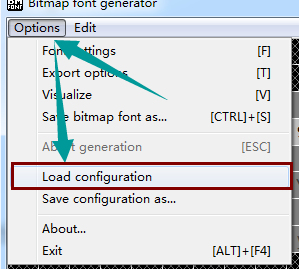 Bitmap font generator
Options Edit
Font settings [F]
Export options [T]
Visualize [V]
Save bitmap font as... [CTRL]+[S]
Abort generation [ESC]
Load configuration
Save configuration as...
About...
Exit [ALT]+[F4]